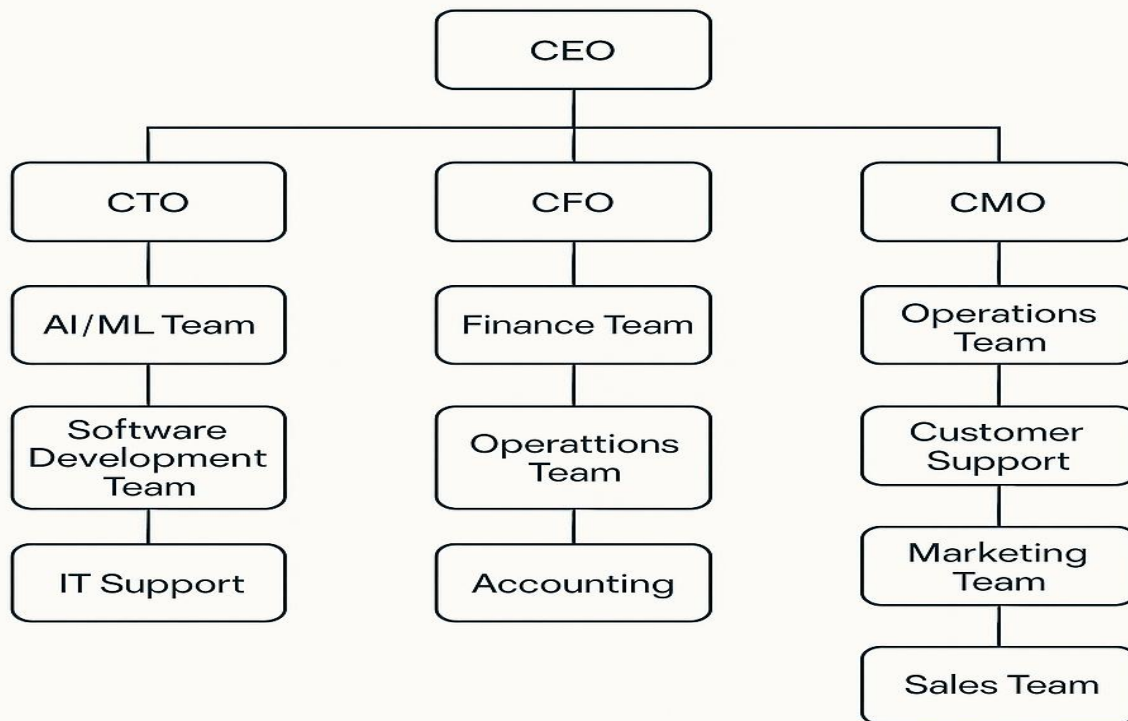 CEO
CTO
CFO
CMO
AI/ML Team
Finance Team
Operations
Team
Software
Development
Team
Operattions
Team
Customer
Support
IT Support
Accounting
Marketing
Team
Sales Team